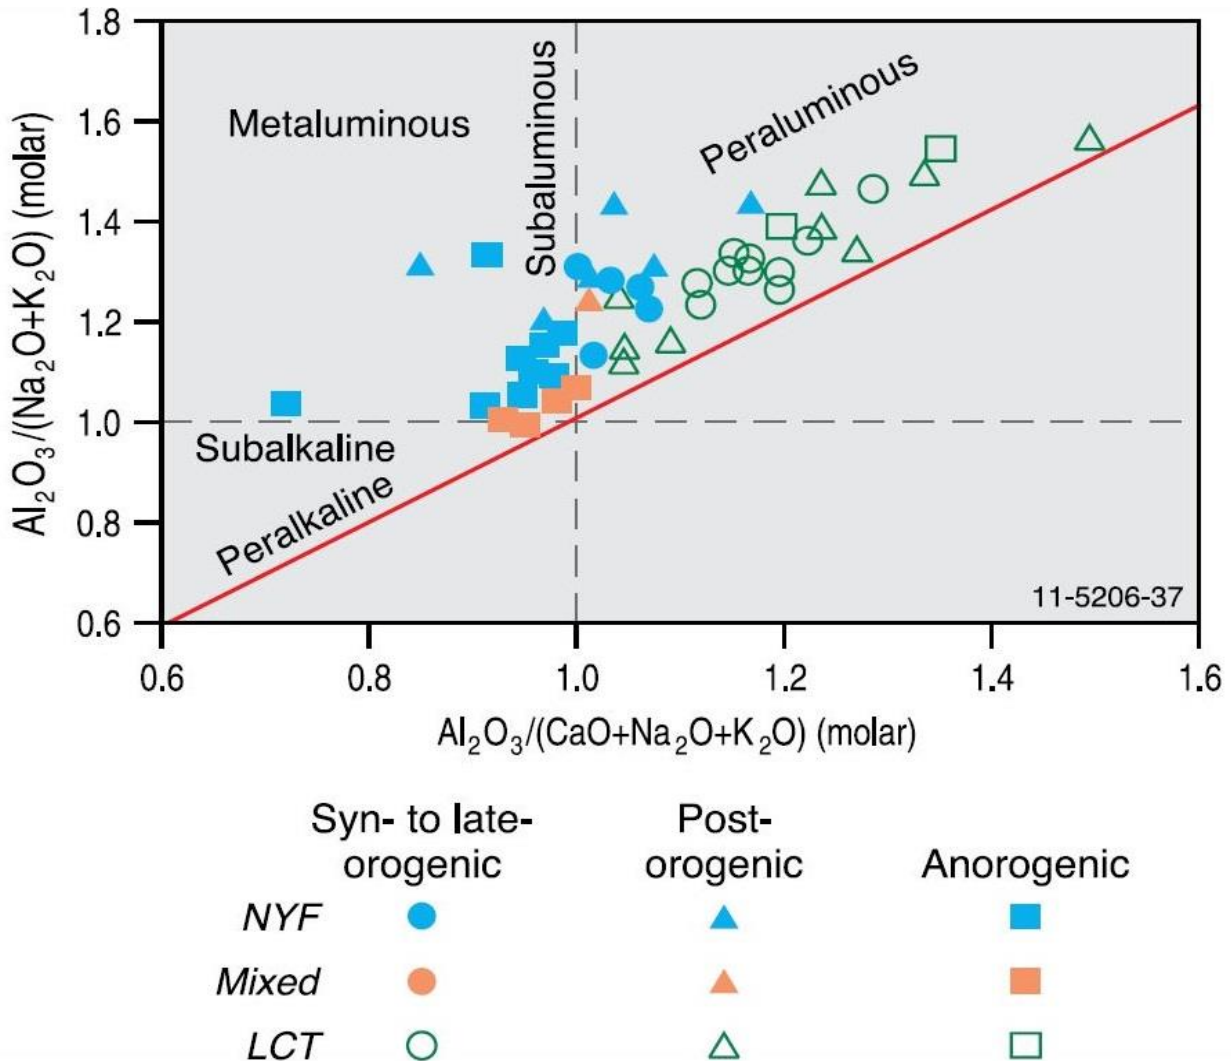 1.8
1.6
1.4
1.2
1.0
0.8
0.6
Al₂O₃/(Na₂O+K₂O) (molar)
Metaluminous
Subaluminous
Peraluminous
Subalkaline
Peralkaline
11-5206-37
0.6 0.8 1.0 1.2 1.4 1.6
Al₂O₃/(CaO+Na₂O+K₂O) (molar)
Syn- to late- Post-
orogenic orogenic Anorogenic
NYF
Mixed
LCT